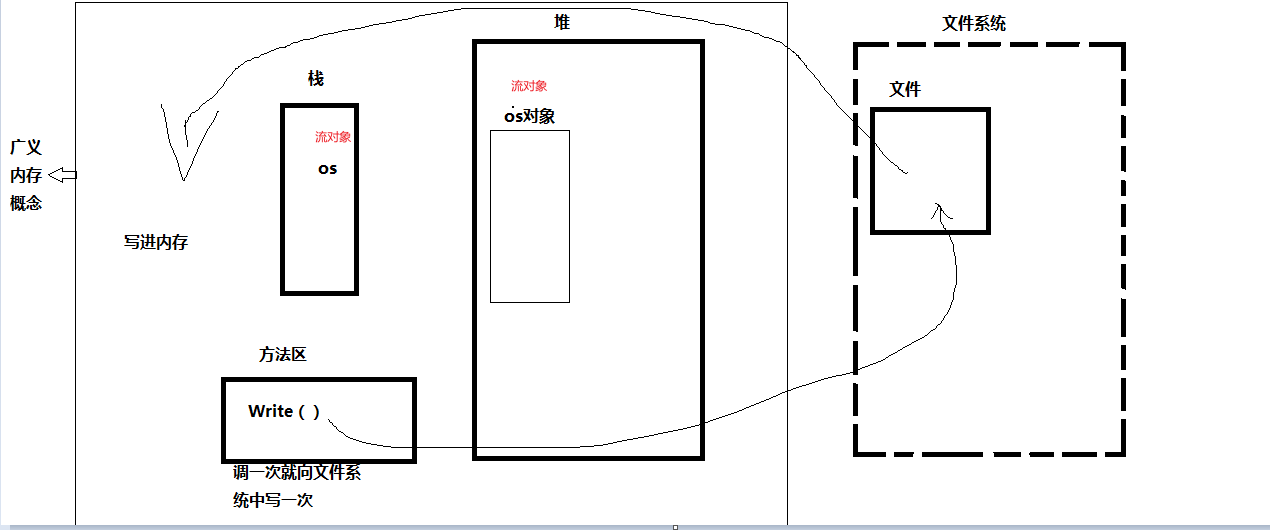 广义
内存
概念
写进内存
栈
流对象
os
方法区
Write（）
调一次就向文件系
统中写一次
堆
流对象
os对象
文件系统
文件